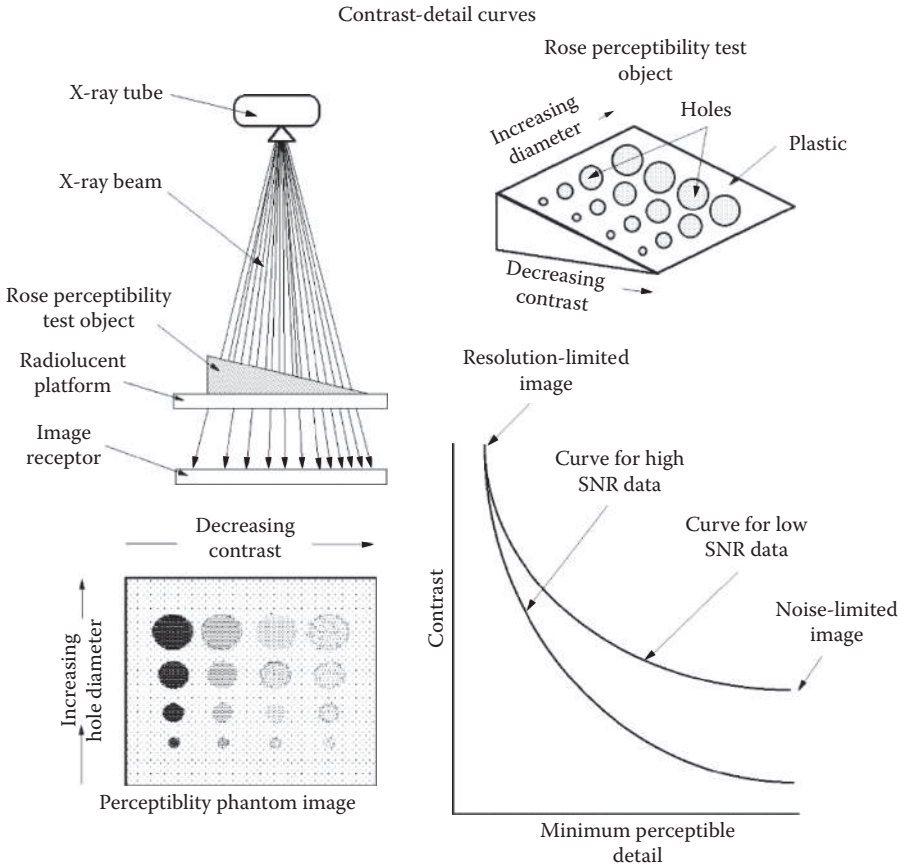 Contrast-detail curves
X-ray tube
X-ray beam
Rose perceptibility
test object
Radiolucent
platform
Image
receptor
Rose perceptibility test
object
Increasing
diameter
Holes
Plastic
Decreasing
contrast
Decreasing
contrast
Increasing
hole diameter
Perceptiblity phantom image
Resolution-limited
image
Curve for high
SNR data
Curve for low
SNR data
Noise-limited
image
Contrast
Minimum perceptible
detail